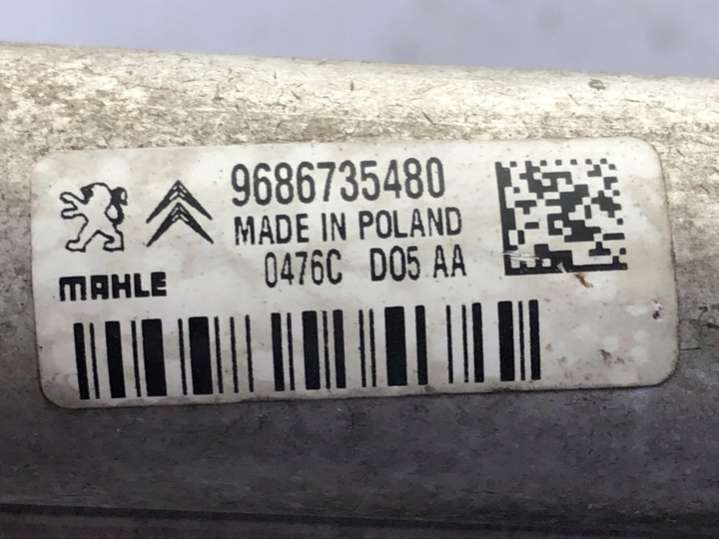 9686735480
MADE IN POLAND
0476C D05 AA
MAHLE